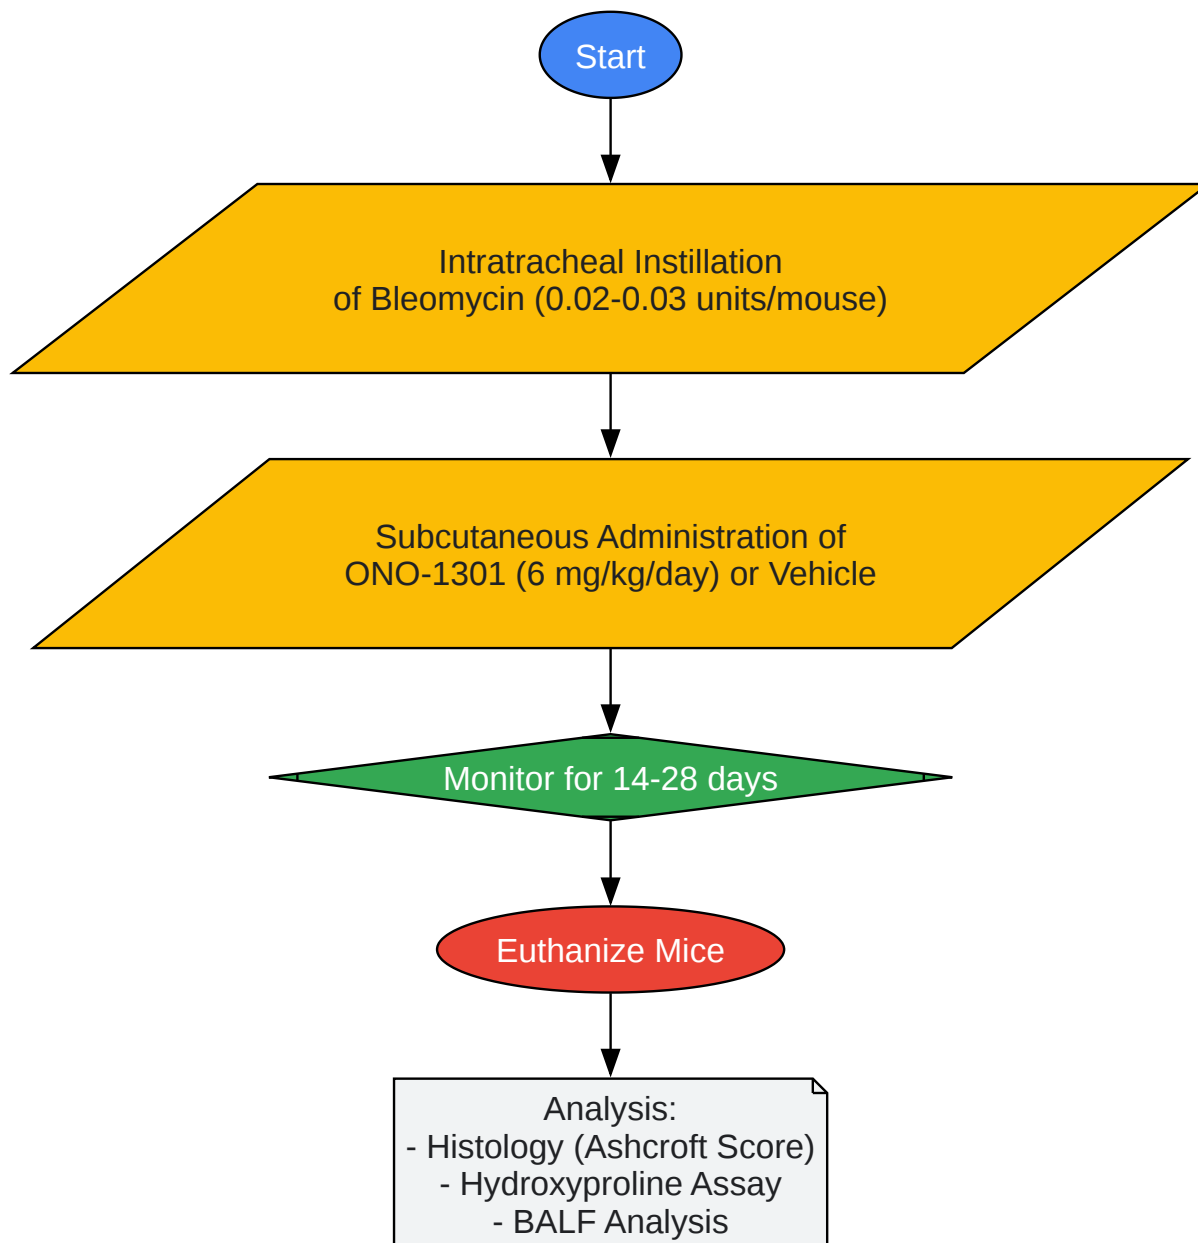 Start
Intratracheal Instillation
of Bleomycin (0.02-0.03 units/mouse)
Subcutaneous Administration of
ONO-1301 (6 mg/kg/day) or Vehicle
Monitor for 14-28 days
Euthanize Mice
Analysis:
- Histology (Ashcroft Score)
- Hydroxyproline Assay
- BALF Analysis